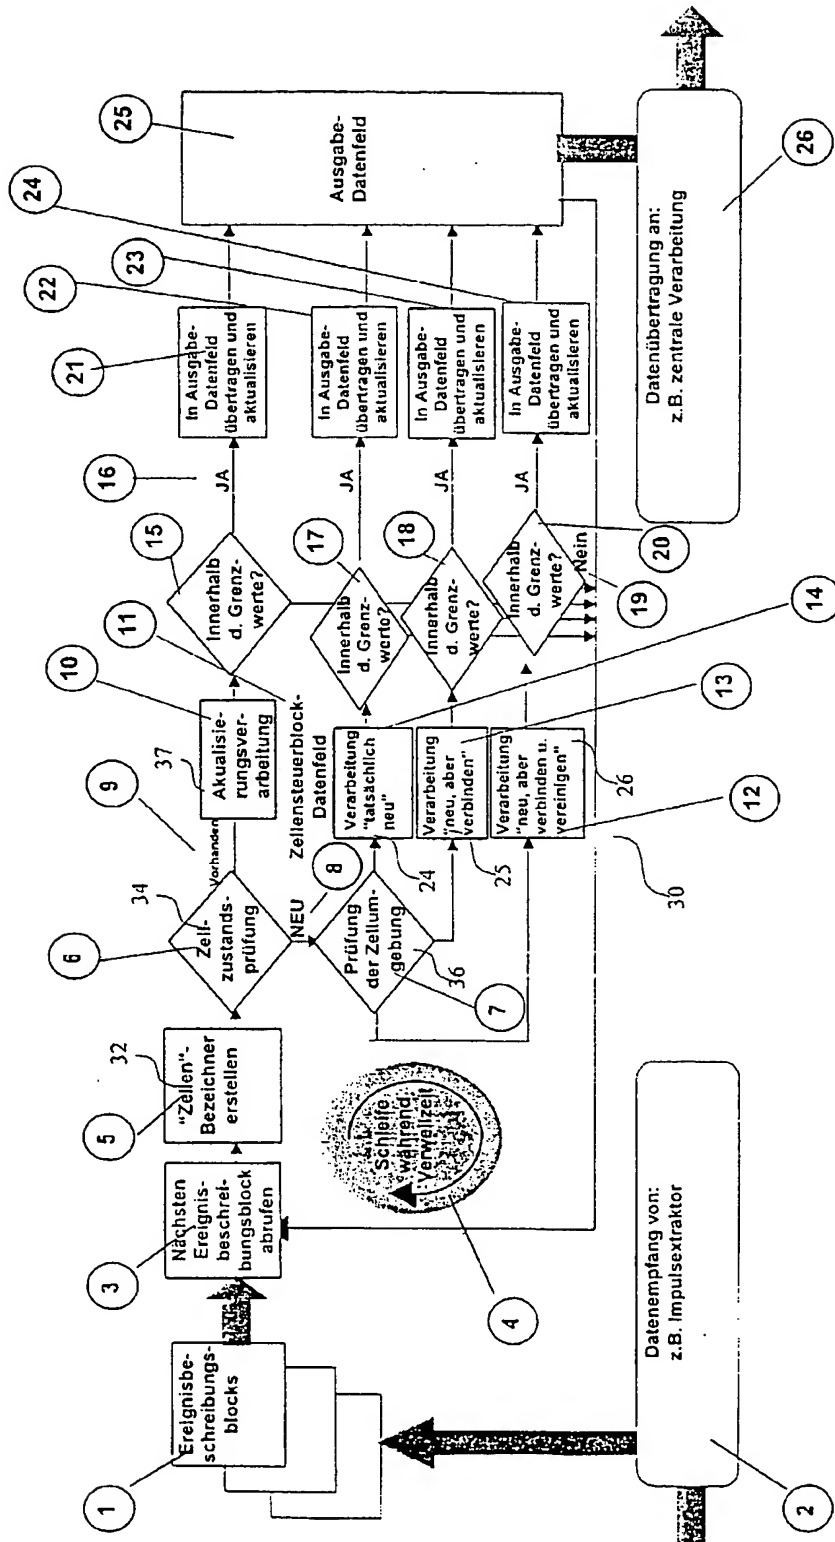 1
Ereignisbe-
schreibungs-
blocks
2
Datenempfang von:
z.B. Impulsextraktor
3
Nächsten
Ereignis-
beschrei-
bungsblock
abrufen
4
Schleife
während
Verweilzeit
5
32
"Zellen"-
Bezeichner
erstellen
6
34
Zell-
zustands-
prüfung
NEU
8
7
Prüfung
der Zellum-
gebung
36
9
Vorhanden
10
37
Akualisie-
rungsver-
arbeitung
11
Zellensteuerblock-
Datenfeld
Verarbeitung
"tatsächlich
neu"
24
14
Verarbeitung
"neu, aber
verbinden"
25
13
Verarbeitung
"neu, aber
verbinden u.
vereinigen"
26
12
30
15
Innerhalb
d. Grenz-
werte?
16
JA
17
Innerhalb
d. Grenz-
werte?
JA
18
Innerhalb
d. Grenz-
werte?
JA
Innerhalb
d. Grenz-
werte?
JA
20
Nein
19
21
In Ausgabe-
Datenfeld
übertragen und
aktualisieren
22
In Ausgabe-
Datenfeld
übertragen und
aktualisieren
23
In Ausgabe-
Datenfeld
übertragen und
aktualisieren
24
In Ausgabe-
Datenfeld
übertragen und
aktualisieren
25
Ausgabe-
Datenfeld
Datenübertragung an:
z.B. zentrale Verarbeitung
26